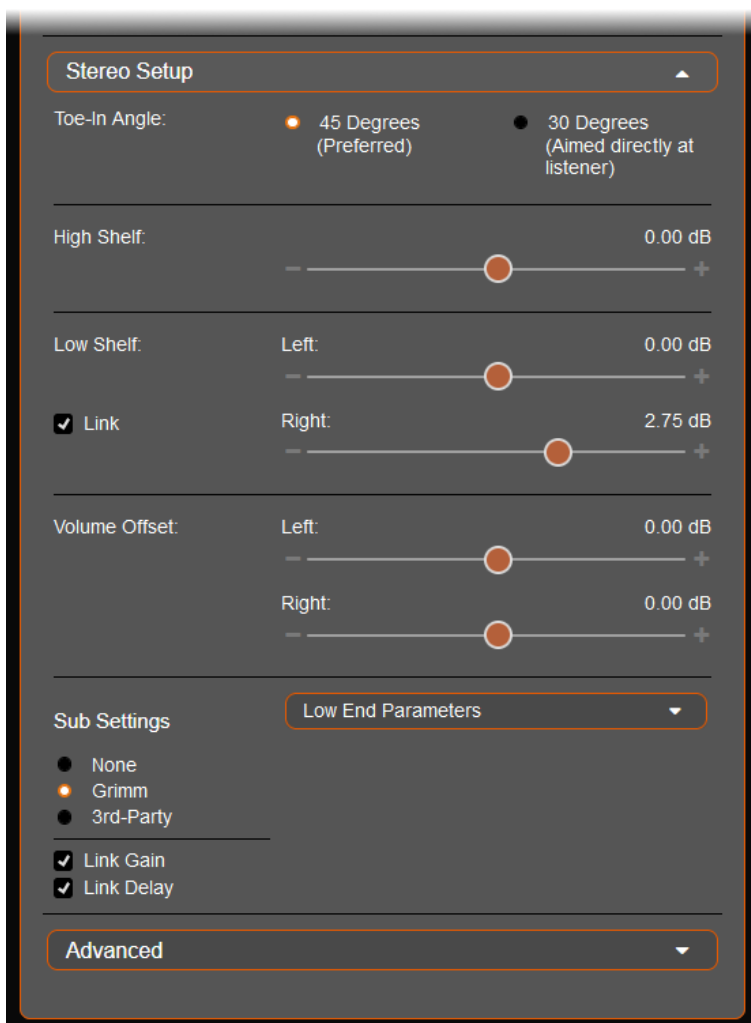 Stereo Setup
Toe-In Angle:
45 Degrees
(Preferred)
30 Degrees
(Aimed directly at
listener)
High Shelf:
0.00 dB
Low Shelf:
Left:
0.00 dB
Link
Right:
2.75 dB
Volume Offset:
Left:
0.00 dB
Right:
0.00 dB
Sub Settings
Low End Parameters
None
Grimm
3rd-Party
Link Gain
Link Delay
Advanced